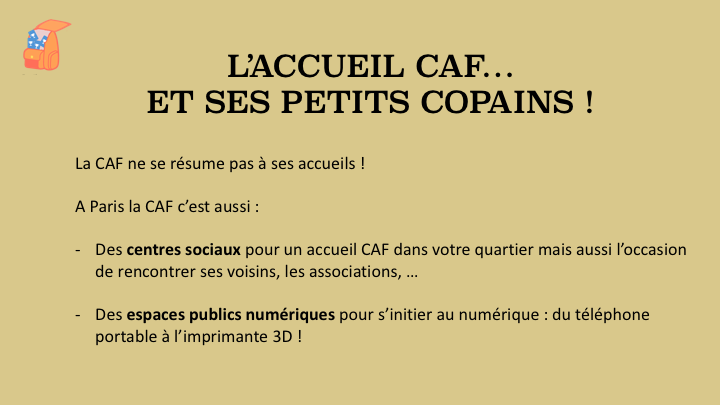 L’ACCUEIL CAF…
ET SES PETITS COPAINS !
La CAF ne se résume pas à ses accueils !
A Paris la CAF c’est aussi :
- Des centres sociaux pour un accueil CAF dans votre quartier mais aussi l’occasion
de rencontrer ses voisins, les associations, …
- Des espaces publics numériques pour s’initier au numérique : du téléphone
portable à l’imprimante 3D !